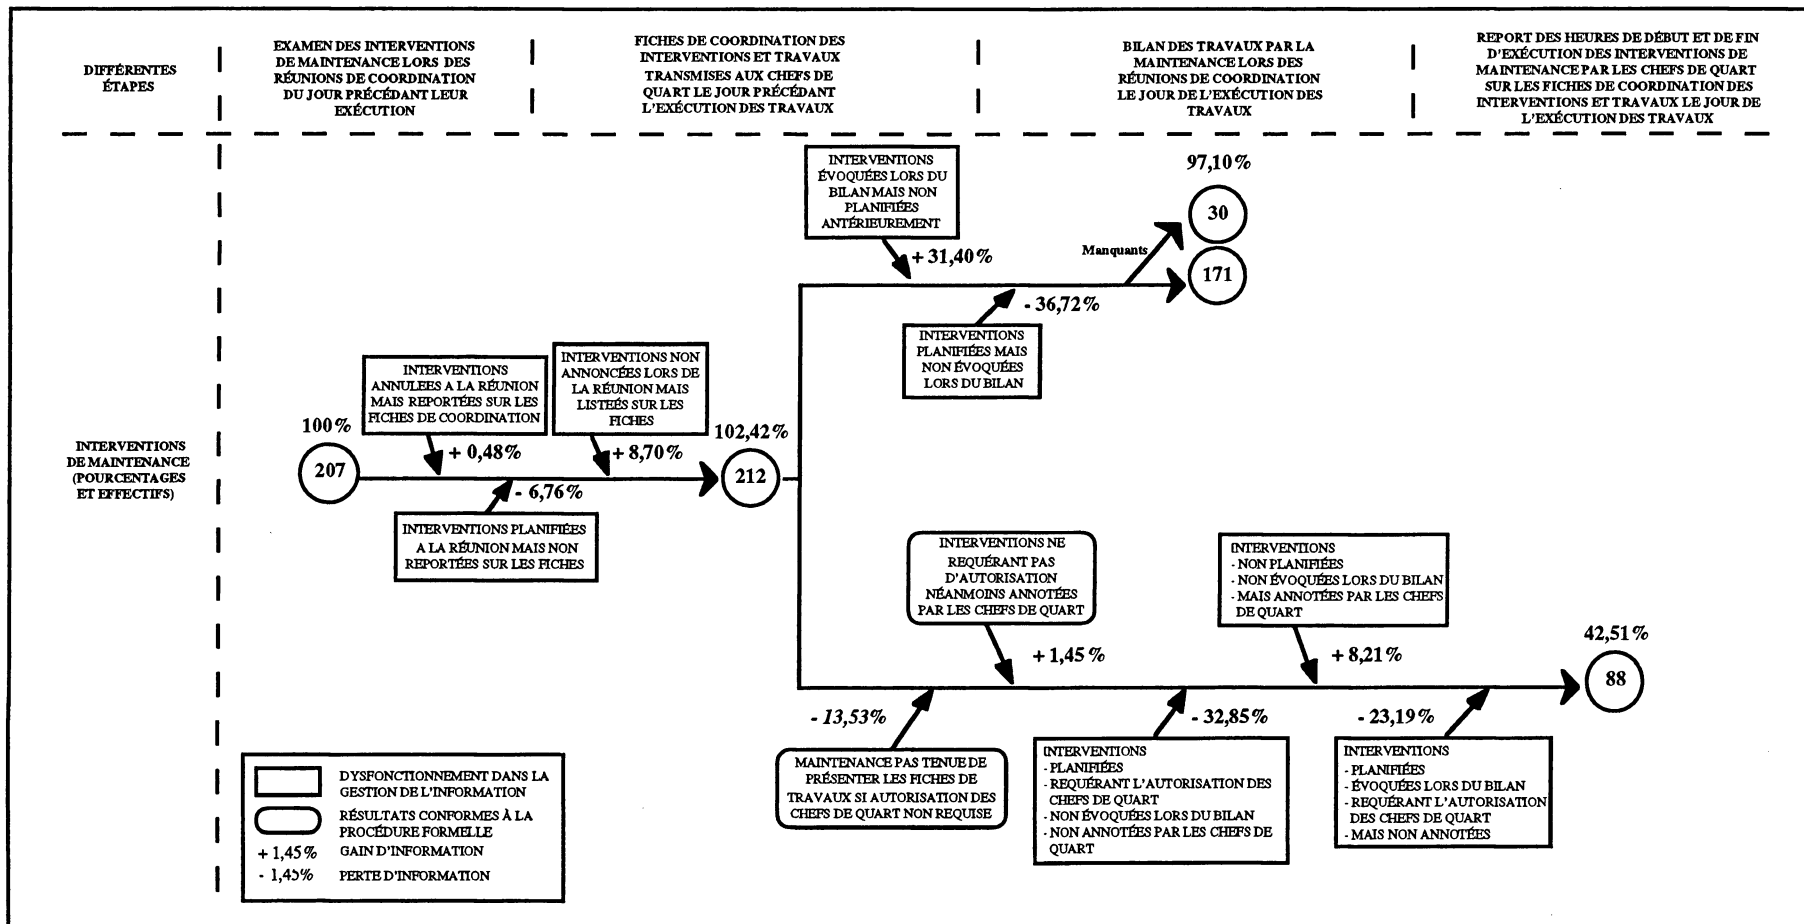 DIFFÉRENTES
ÉTAPES
EXAMEN DES INTERVENTIONS
DE MAINTENANCE LORS DES
RÉUNIONS DE COORDINATION
DU JOUR PRÉCÉDANT LEUR
EXÉCUTION
FICHES DE COORDINATION DES
INTERVENTIONS ET TRAVAUX
TRANSMISES AUX CHEFS DE
QUART LE JOUR PRÉCÉDANT
L'EXÉCUTION DES TRAVAUX
BILAN DES TRAVAUX PAR LA
MAINTENANCE LORS DES
RÉUNIONS DE COORDINATION
LE JOUR DE L'EXÉCUTION DES
TRAVAUX
REPORT DES HEURES DE DÉBUT ET DE FIN
D'EXÉCUTION DES INTERVENTIONS DE
MAINTENANCE PAR LES CHEFS DE QUART
SUR LES FICHES DE COORDINATION DES
INTERVENTIONS ET TRAVAUX LE JOUR DE
L'EXÉCUTION DES TRAVAUX
INTERVENTIONS
ÉVOQUÉES LORS DU
BILAN MAIS NON
PLANIFIÉES
ANTÉRIEUREMENT
+ 31,40%
Manquants
97,10%
30
171
- 36,72%
INTERVENTIONS
PLANIFIÉES MAIS
NON ÉVOQUÉES
LORS DU BILAN
INTERVENTIONS
DE MAINTENANCE
(POURCENTAGES
ET EFFECTIFS)
100%
207
INTERVENTIONS
ANNULEES A LA RÉUNION
MAIS REPORTÉES SUR LES
FICHES DE COORDINATION
+ 0,48%
INTERVENTIONS NON
ANNONCÉES LORS DE
LA RÉUNION MAIS
LISTEÉS SUR LES
FICHES
+ 8,70%
- 6,76%
INTERVENTIONS PLANIFIÉES
A LA RÉUNION MAIS NON
REPORTÉES SUR LES FICHES
102,42%
212
INTERVENTIONS NE
REQUÉRANT PAS
D'AUTORISATION
NÉANMOINS ANNOTÉES
PAR LES CHEFS DE QUART
+ 1,45%
INTERVENTIONS
- NON PLANIFIÉES
- NON ÉVOQUÉES LORS DU BILAN
- MAIS ANNOTÉES PAR LES CHEFS
DE QUART
+ 8,21%
42,51%
88
- 13,53%
MAINTENANCE PAS TENUE DE
PRÉSENTER LES FICHES DE
TRAVAUX SI AUTORISATION DES
CHEFS DE QUART NON REQUISE
- 32,85%
INTERVENTIONS
- PLANIFIÉES
- REQUÉRANT L'AUTORISATION DES
CHEFS DE QUART
- NON ÉVOQUÉES LORS DU BILAN
- NON ANNOTÉES PAR LES CHEFS DE
QUART
- 23,19%
INTERVENTIONS
- PLANIFIÉES
- ÉVOQUÉES LORS DU BILAN
- REQUÉRANT L'AUTORISATION
DES CHEFS DE QUART
- MAIS NON ANNOTÉES
DYSFONCTIONNEMENT DANS LA
GESTION DE L'INFORMATION
RÉSULTATS CONFORMES À LA
PROCÉDURE FORMELLE
+ 1,45% GAIN D'INFORMATION
- 1,45% PERTE D'INFORMATION